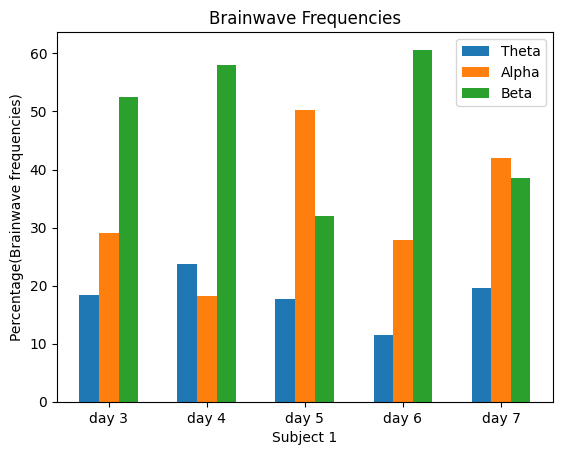 Brainwave Frequencies
Theta
Alpha
Beta
Percentage(Brainwave frequencies)
60
50
40
30
20
10
0
day 3 day 4 day 5 day 6 day 7
Subject 1